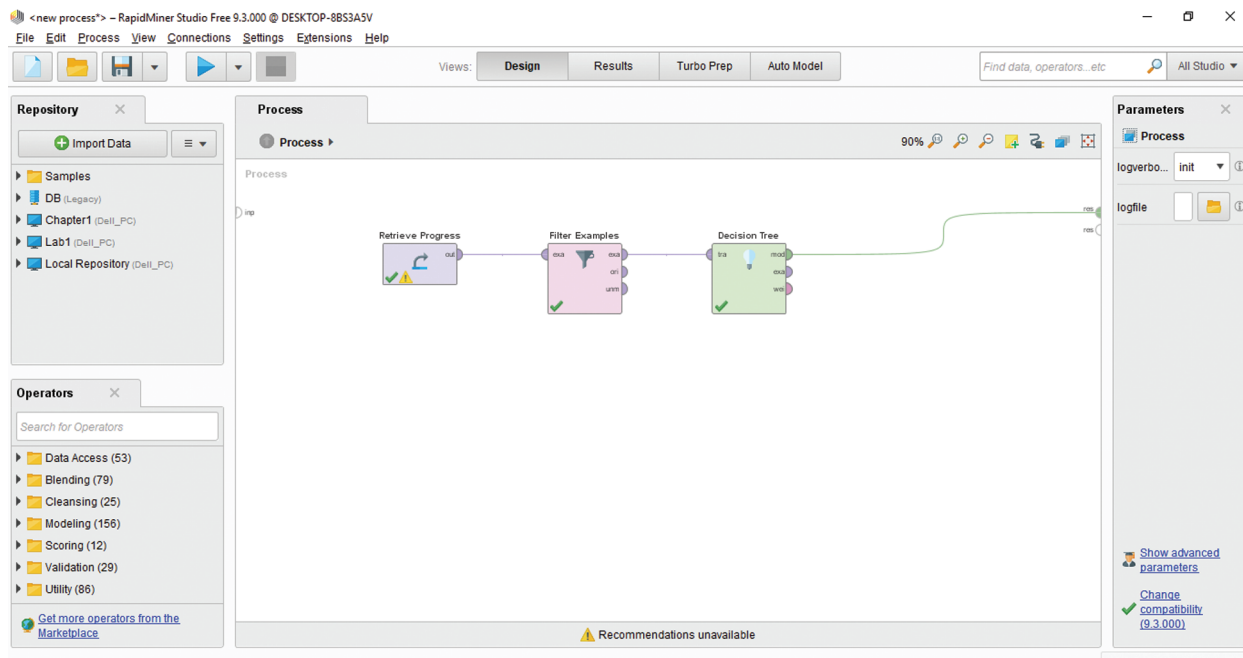 <new process*> – RapidMiner Studio Free 9.3.000 @ DESKTOP-8BS3A5V
File Edit Process View Connections Settings Extensions Help
Views: Design Results Turbo Prep Auto Model
Find data, operators...etc
All Studio
Repository
Import Data
Samples
DB (Legacy)
Chapter1 (Dell_PC)
Lab1 (Dell_PC)
Local Repository (Dell_PC)
Operators
Search for Operators
Data Access (53)
Blending (79)
Cleansing (25)
Modeling (156)
Scoring (12)
Validation (29)
Utility (86)
Get more operators from the
Marketplace
Process
Process
90%
Process
inp
res
res
Retrieve Progress
out
Filter Examples
exa exa
ori
unm
Decision Tree
tra mod
exa
wei
Recommendations unavailable
Parameters
Process
logverbo... init
logfile
Show advanced
parameters
Change
compatibility
(9.3.000)